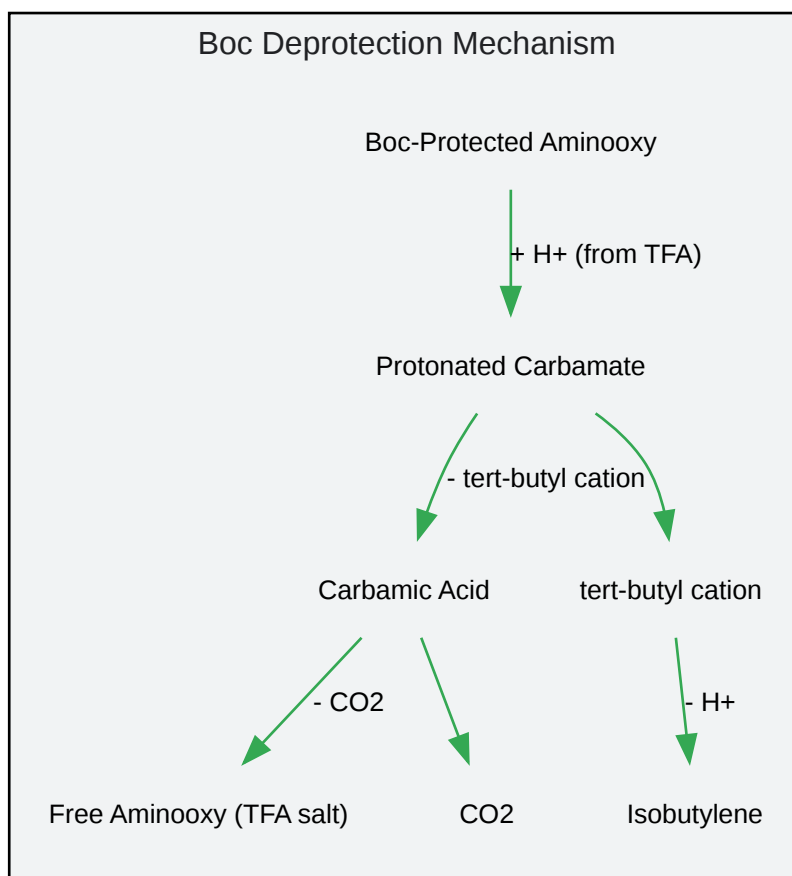 Boc Deprotection Mechanism
Boc-Protected Aminooxy
+ H+ (from TFA)
Protonated Carbamate
- tert-butyl cation
Carbamic Acid
tert-butyl cation
- CO2
- H+
Free Aminooxy (TFA salt)
CO2
Isobutylene